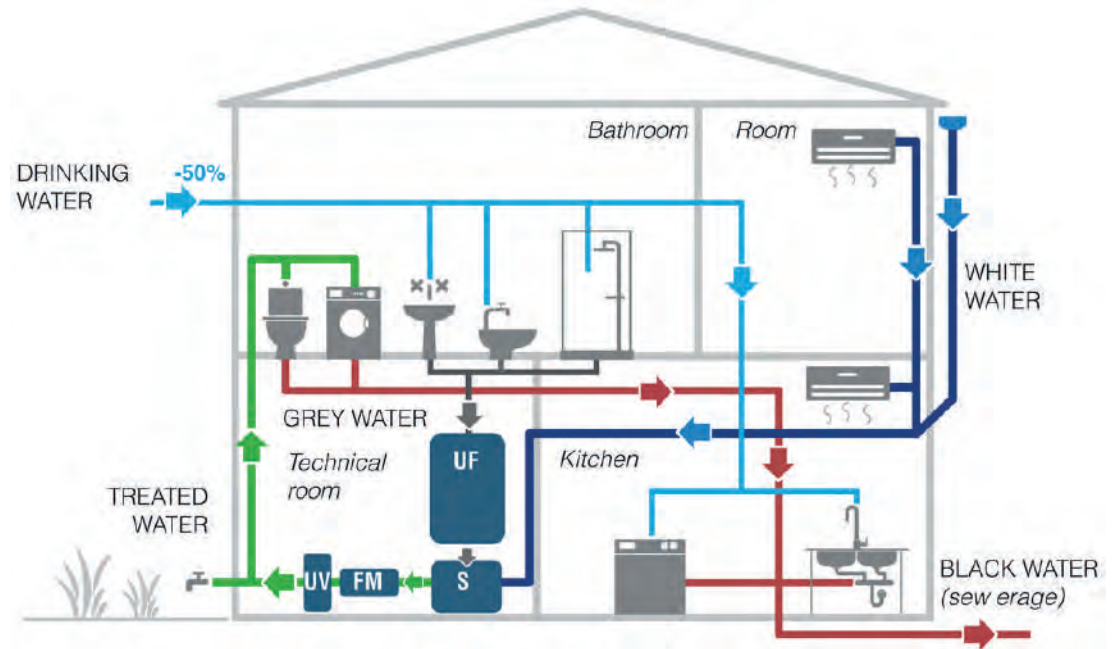 Bathroom
Room
DRINKING
WATER
-50%
WHITE
WATER
GREY WATER
Technical
room
UF
Kitchen
TREATED
WATER
UV
FM
S
BLACK WATER
(sew erage)